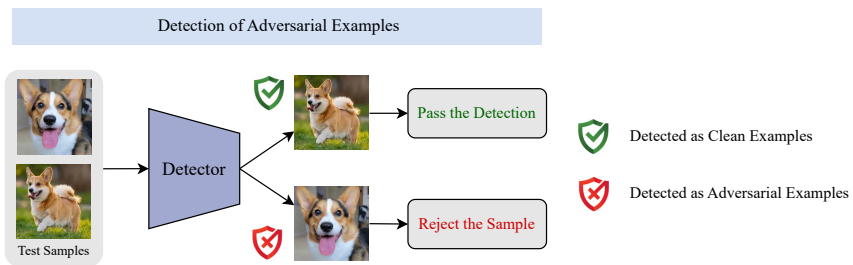 Detection of Adversarial Examples
Test Samples
Detector
Pass the Detection
Reject the Sample
Detected as Clean Examples
Detected as Adversarial Examples